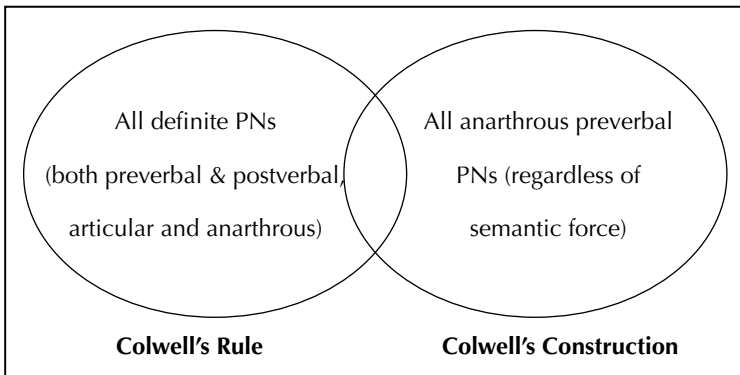 All definite PNs
(both preverbal & postverbal,
articular and anarthrous)
All anarthrous preverbal
PNs (regardless of
semantic force)
Colwell's Rule
Colwell's Construction